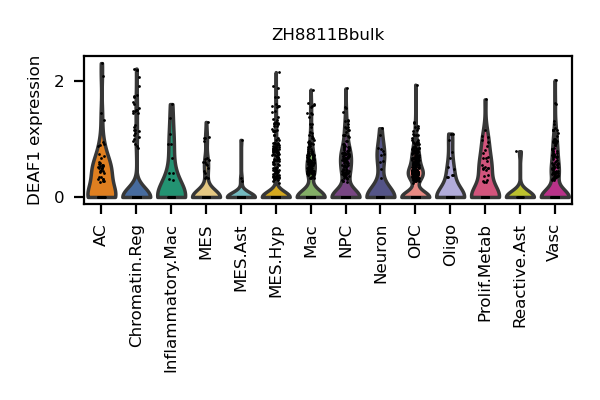 ZH8811Bbulk
DEAF1 expression
2
0
AC
Chromatin.Reg
Inflammatory.Mac
MES
MES.Ast
MES.Hyp
Mac
NPC
Neuron
OPC
Oligo
Prolif.Metab
Reactive.Ast
Vasc